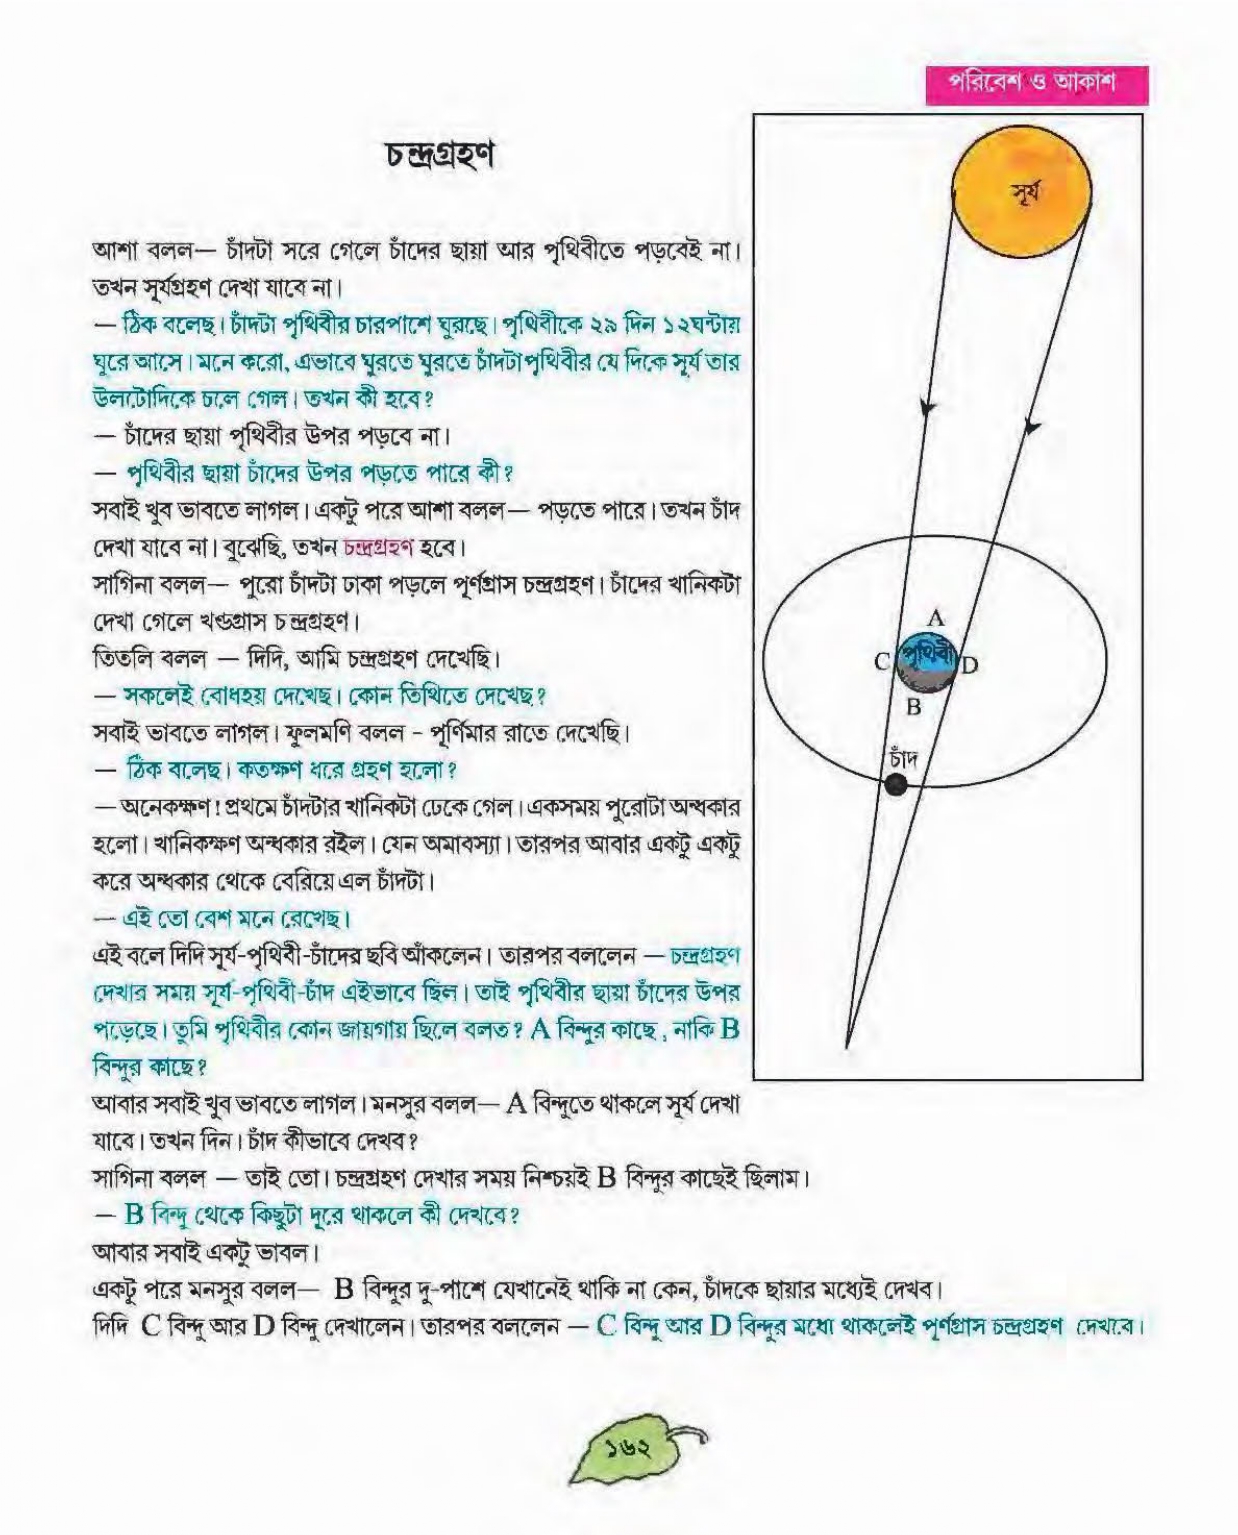 পরিবেশ ও আকাশ
চন্দ্রগ্রহণ
আশা বলল— চাঁদটা সরে গেলে চাঁদের ছায়া আর পৃথিবীতে পড়বেই না।
তখন সূর্যগ্রহণ দেখা যাবে না।
— ঠিক বলেছ। চাঁদটা পৃথিবীর চারপাশে ঘুরছে। পৃথিবীকে ২৯ দিন ১২ঘন্টায়
ঘুরে আসে। মনে করো, এভাবে ঘুরতে ঘুরতে চাঁদটা পৃথিবীর যে দিকে সূর্য তার
উলটোদিকে চলে গেল। তখন কী হবে?
— চাঁদের ছায়া পৃথিবীর উপর পড়বে না।
— পৃথিবীর ছায়া চাঁদের উপর পড়তে পারে কী?
সবাই খুব ভাবতে লাগল। একটু পরে আশা বলল— পড়তে পারে। তখন চাঁদ
দেখা যাবে না। বুঝেছি, তখন চন্দ্রগ্রহণ হবে।
সাগিনা বলল— পুরো চাঁদটা ঢাকা পড়লে পূর্ণগ্রাস চন্দ্রগ্রহণ। চাঁদের খানিকটা
দেখা গেলে খণ্ডগ্রাস চন্দ্রগ্রহণ।
তিতলি বলল — দিদি, আমি চন্দ্রগ্রহণ দেখেছি।
— সকলেই বোধহয় দেখেছ। কোন তিথিতে দেখেছ?
সবাই ভাবতে লাগল। ফুলমণি বলল - পূর্ণিমার রাতে দেখেছি।
— ঠিক বলেছ। কতক্ষণ ধরে গ্রহণ হলো?
— অনেকক্ষণ! প্রথমে চাঁদটার খানিকটা ঢেকে গেল। একসময় পুরোটা অন্ধকার
হলো। খানিকক্ষণ অন্ধকার রইল। যেন অমাবস্যা। তারপর আবার একটু একটু
করে অন্ধকার থেকে বেরিয়ে এল চাঁদটা।
— এই তো বেশ মনে রেখেছ।
এই বলে দিদি সূর্য-পৃথিবী-চাঁদের ছবি আঁকলেন। তারপর বললেন — চন্দ্রগ্রহণ
দেখার সময় সূর্য-পৃথিবী-চাঁদ এইভাবে ছিল। তাই পৃথিবীর ছায়া চাঁদের উপর
পড়েছে। তুমি পৃথিবীর কোন জায়গায় ছিলে বলত? A বিন্দুর কাছে, নাকি B
বিন্দুর কাছে?
আবার সবাই খুব ভাবতে লাগল। মনসুর বলল— A বিন্দুতে থাকলে সূর্য দেখা
যাবে। তখন দিন। চাঁদ কীভাবে দেখব?
সাগিনা বলল — তাই তো। চন্দ্রগ্রহণ দেখার সময় নিশ্চয়ই B বিন্দুর কাছেই ছিলাম।
— B বিন্দু থেকে কিছুটা দূরে থাকলে কী দেখবে?
আবার সবাই একটু ভাবল।
একটু পরে মনসুর বলল— B বিন্দুর দু-পাশে যেখানেই থাকি না কেন, চাঁদকে ছায়ার মধ্যেই দেখব।
দিদি C বিন্দু আর D বিন্দু দেখালেন। তারপর বললেন — C বিন্দু আর D বিন্দুর মধ্যে থাকলেই পূর্ণগ্রাস চন্দ্রগ্রহণ দেখবে।
সূর্য
A
C পৃথিবী D
B
চাঁদ
১৬২